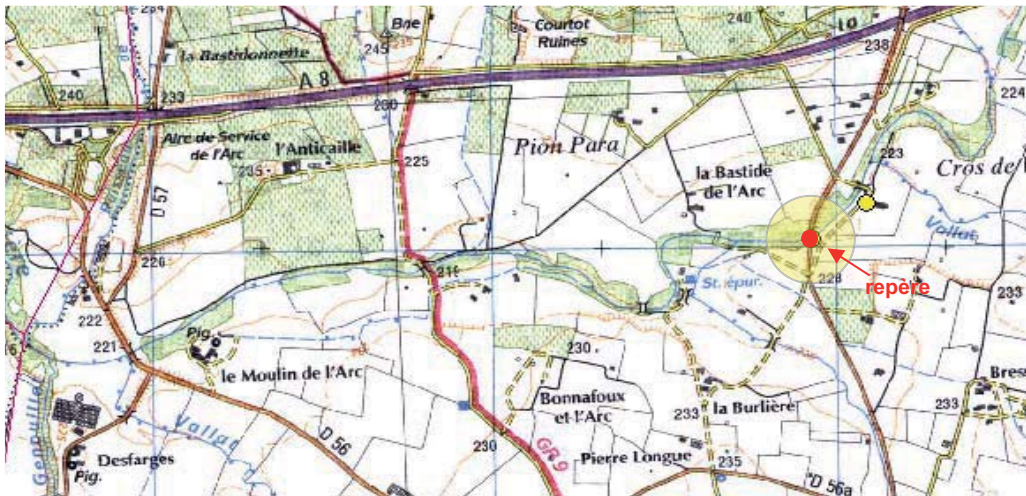 Bne
Courtot
Ruines
240
238
245
la Bastidonnette
A 8
240
233
224
Aire de Service
de l'Arc
l'Anticaille
235
225
Pion Para
la Bastide
de l'Arc
223
Cros de
D 57
Vallat
226
St. épur.
228
repère
233
222
221
Pig.
le Moulin de l'Arc
230
Bonnafoux
et l'Arc
la Burlière
233
233
Bres
Genouillet
Vallat
D 56
GR 9
230
Desfarges
Pig.
Pierre Longue
235
D 56a